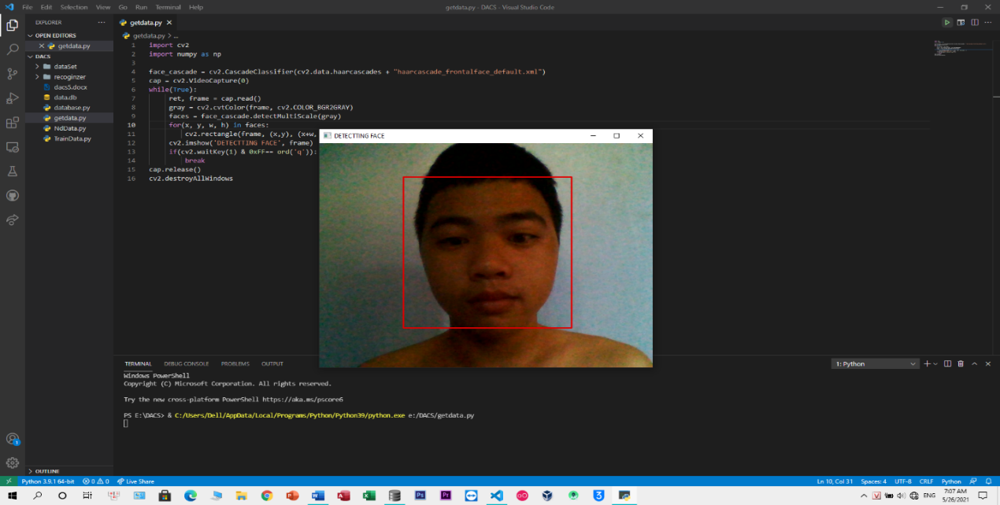 File Edit Selection View Go Run Terminal Help
getdata.py - DACS - Visual Studio Code
EXPLORER
OPEN EDITORS
getdata.py
DACS
dataSet
recoginzer
dacs5.docx
data.db
database.py
getdata.py
NdData.py
TrainData.py
OUTLINE
getdata.py
getdata.py > ...
1 import cv2
2 import numpy as np
3
4 face_cascade = cv2.CascadeClassifier(cv2.data.haarcascades + "haarcascade_frontalface_default.xml")
5 cap = cv2.VideoCapture(0)
6 while(True):
7 ret, frame = cap.read()
8 gray = cv2.cvtColor(frame, cv2.COLOR_BGR2GRAY)
9 faces = face_cascade.detectMultiScale(gray)
10 for(x, y, w, h) in faces:
11 cv2.rectangle(frame, (x,y), (x+w,
12 cv2.imshow('DETECTTING FACE', frame)
13 if(cv2.waitKey(1) & 0xFF== ord('q')):
14 break
15 cap.release()
16 cv2.destroyAllWindows
DETECTTING FACE
TERMINAL DEBUG CONSOLE PROBLEMS OUTPUT
1: Python
Windows PowerShell
Copyright (C) Microsoft Corporation. All rights reserved.
Try the new cross-platform PowerShell https://aka.ms/pscore6
PS E:\DACS> & C:/Users/Dell/AppData/Local/Programs/Python/Python39/python.exe e:/DACS/getdata.py
Python 3.9.1 64-bit 0 0 Live Share
Ln 10, Col 31 Spaces: 4 UTF-8 CRLF Python
ENG
7:07 AM
5/26/2021